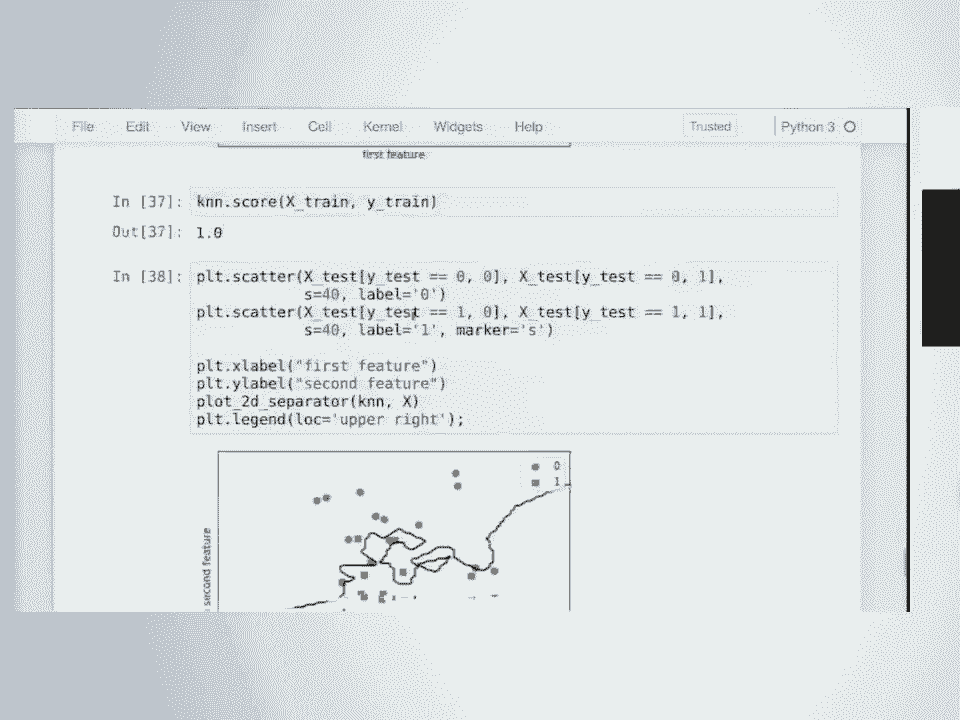 File Edit View Insert Cell Kernel Widgets Help Trusted Python 3
first feature
In [37]: knn.score(X_train, y_train)
Out[37]: 1.0
In [38]: plt.scatter(X_test[y_test == 0, 0], X_test[y_test == 0, 1],
s=40, label='0')
plt.scatter(X_test[y_test == 1, 0], X_test[y_test == 1, 1],
s=40, label='1', marker='s')
plt.xlabel("first feature")
plt.ylabel("second feature")
plot_2d_separator(knn, X)
plt.legend(loc='upper right');
0
1
second feature